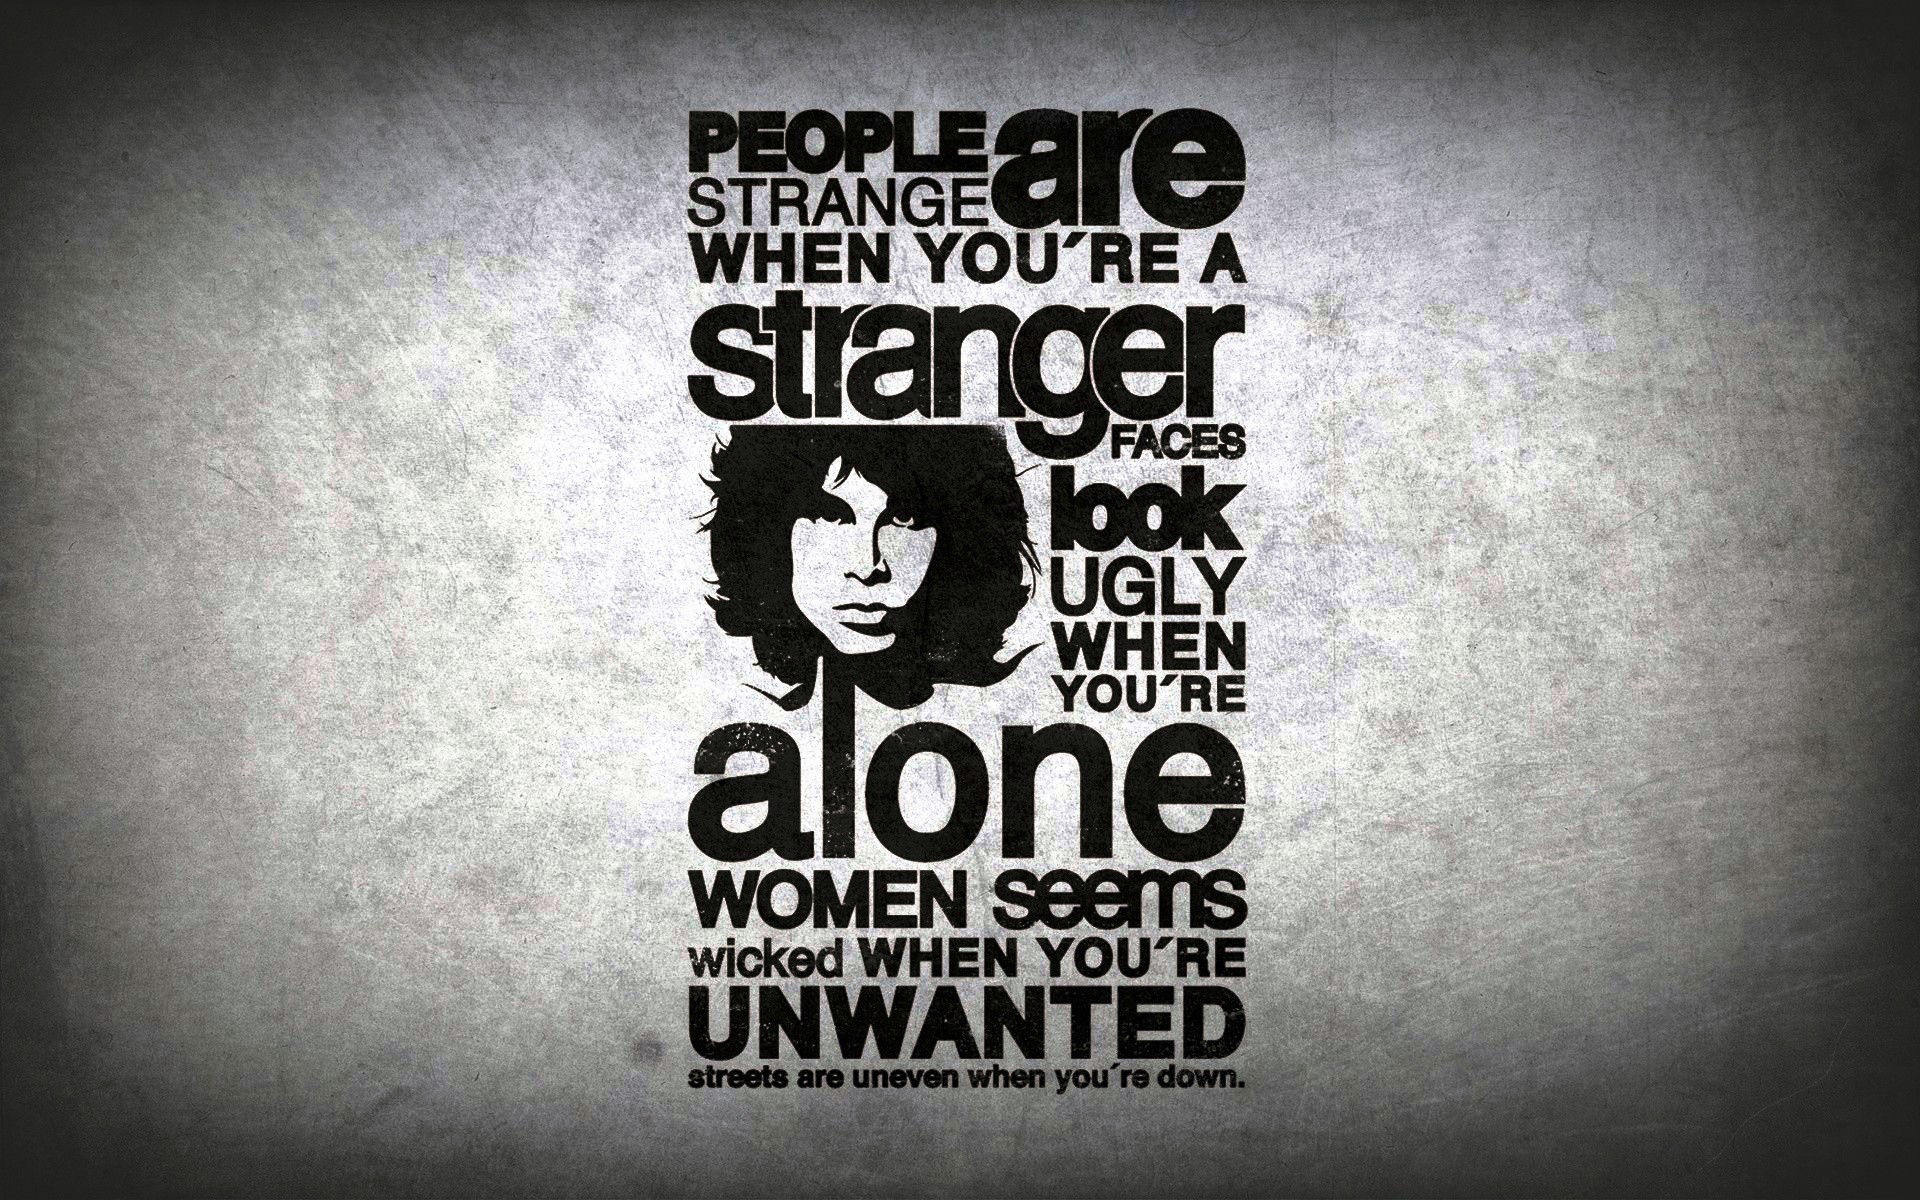 PEOPLE are
STRANGE
WHEN YOU´RE A
stranger
FACES
look
UGLY
WHEN
YOU´RE
alone
WOMEN seems
wicked WHEN YOU´RE
UNWANTED
streets are uneven when you´re down.